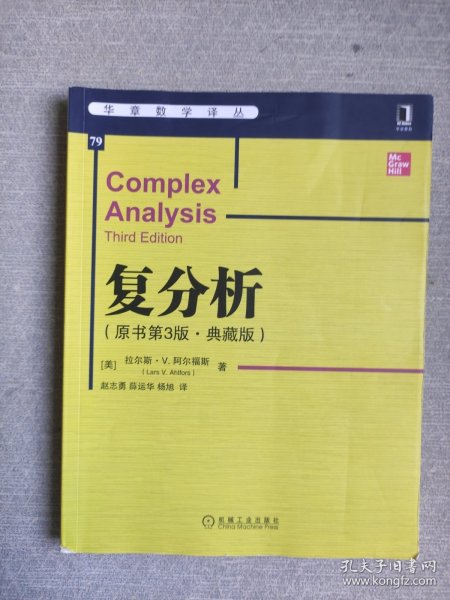 华章数学译丛
79
Mc
Graw
Hill
Complex
Analysis
Third Edition
复分析
(原书第3版·典藏版)
[美] 拉尔斯·V. 阿尔福斯 著
(Lars V. Ahlfors)
赵志勇 薛运华 杨旭 译
机械工业出版社
China Machine Press
孔夫子旧书网
www.kongfz.com